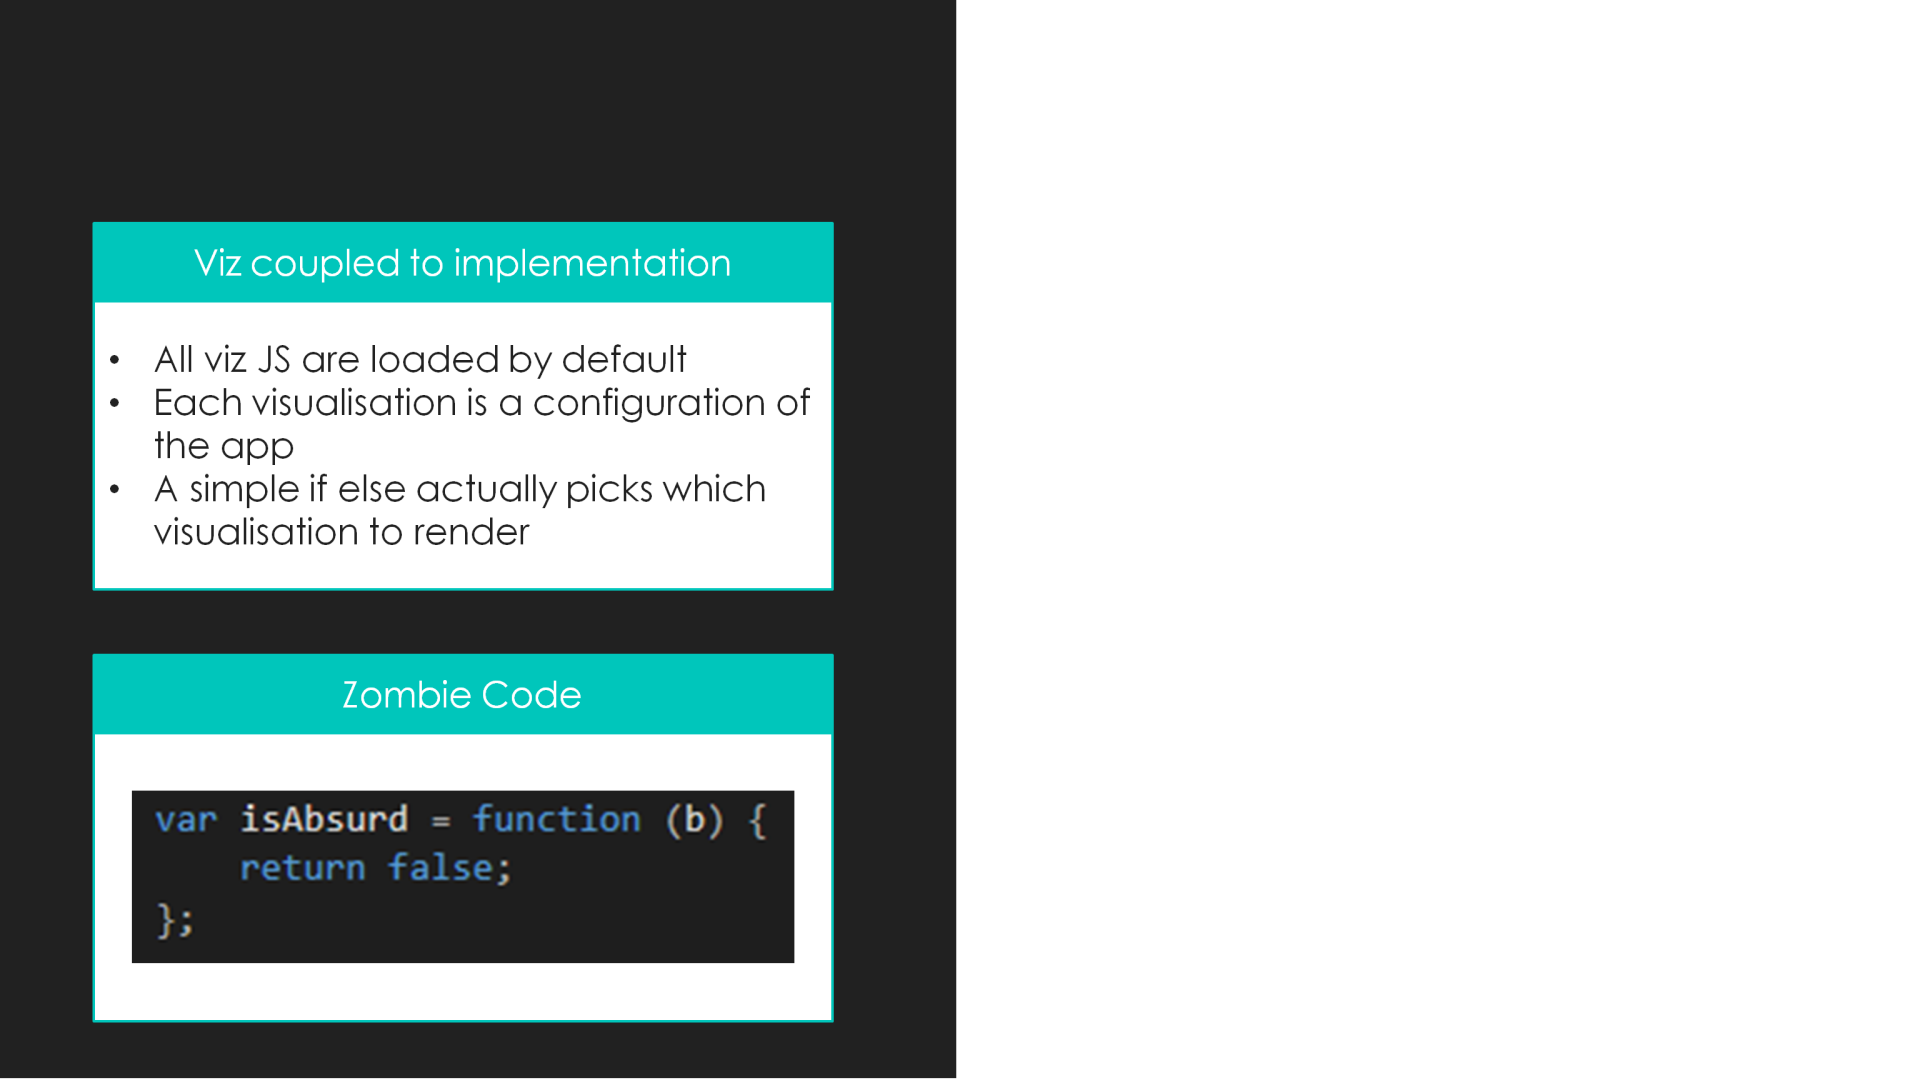 Viz coupled to implementation
• All viz JS are loaded by default
• Each visualisation is a configuration of
the app
• A simple if else actually picks which
visualisation to render
Zombie Code
var isAbsurd = function (b) {
    return false;
};